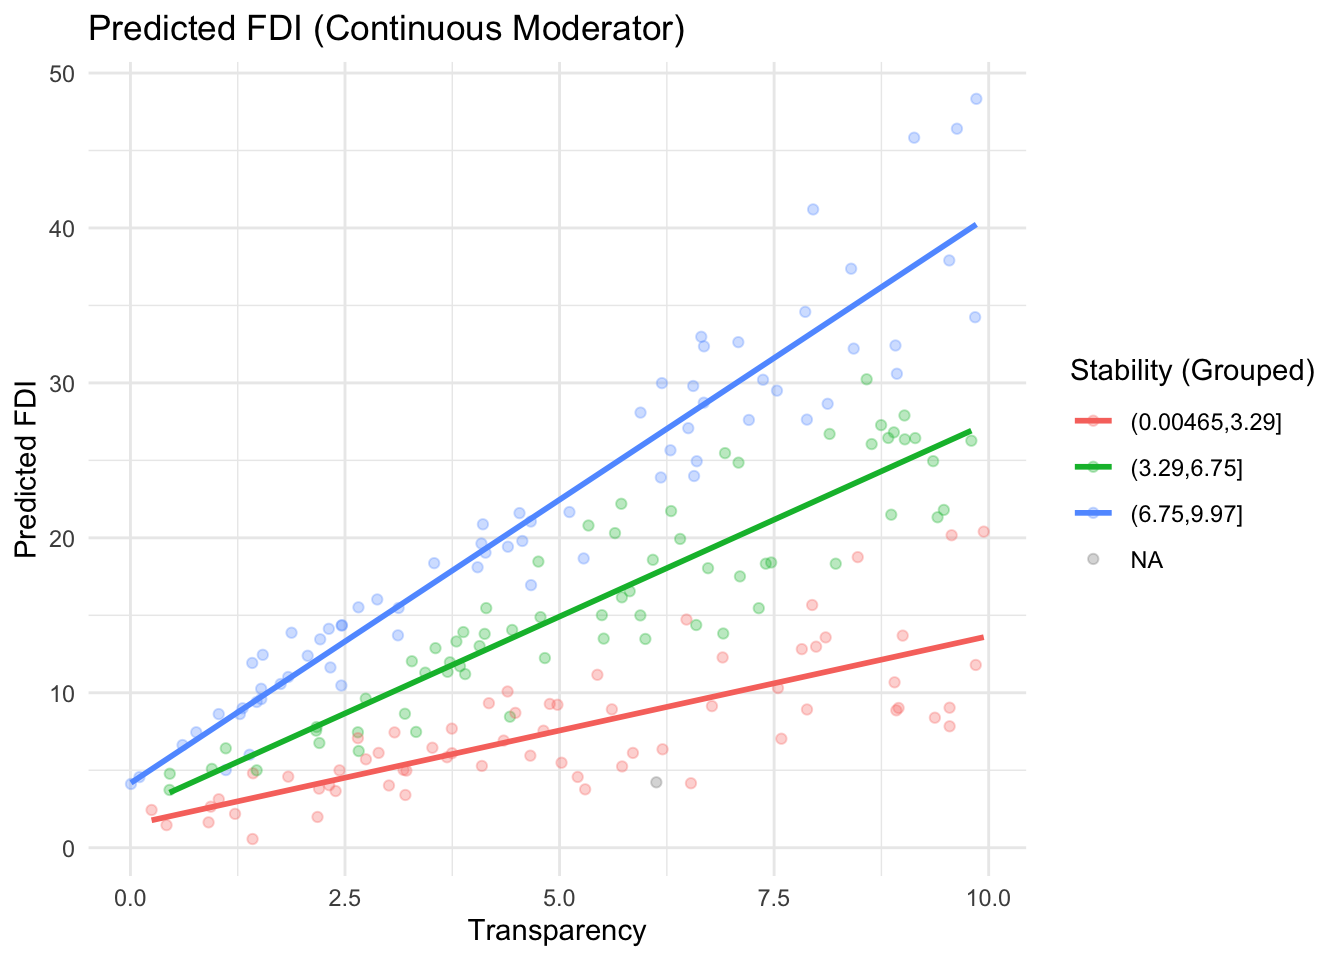 Predicted FDI (Continuous Moderator)
Predicted FDI
50
40
30
20
10
0
0.0
2.5
5.0
7.5
10.0
Transparency
Stability (Grouped)
(0.00465,3.29]
(3.29,6.75]
(6.75,9.97]
NA